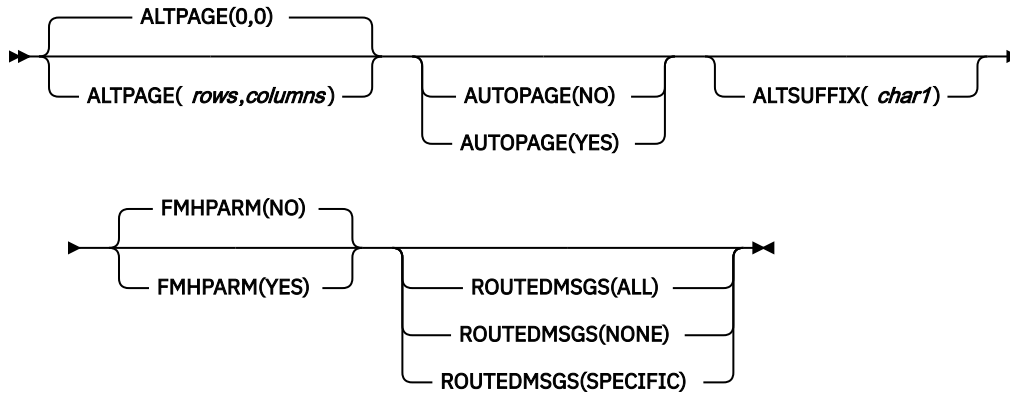 ALTPAGE(0,0)
ALTPAGE( rows,columns)
AUTOPAGE(NO)
AUTOPAGE(YES)
ALTSUFFIX( char1)
FMHPARM(NO)
FMHPARM(YES)
ROUTEDMSGS(ALL)
ROUTEDMSGS(NONE)
ROUTEDMSGS(SPECIFIC)